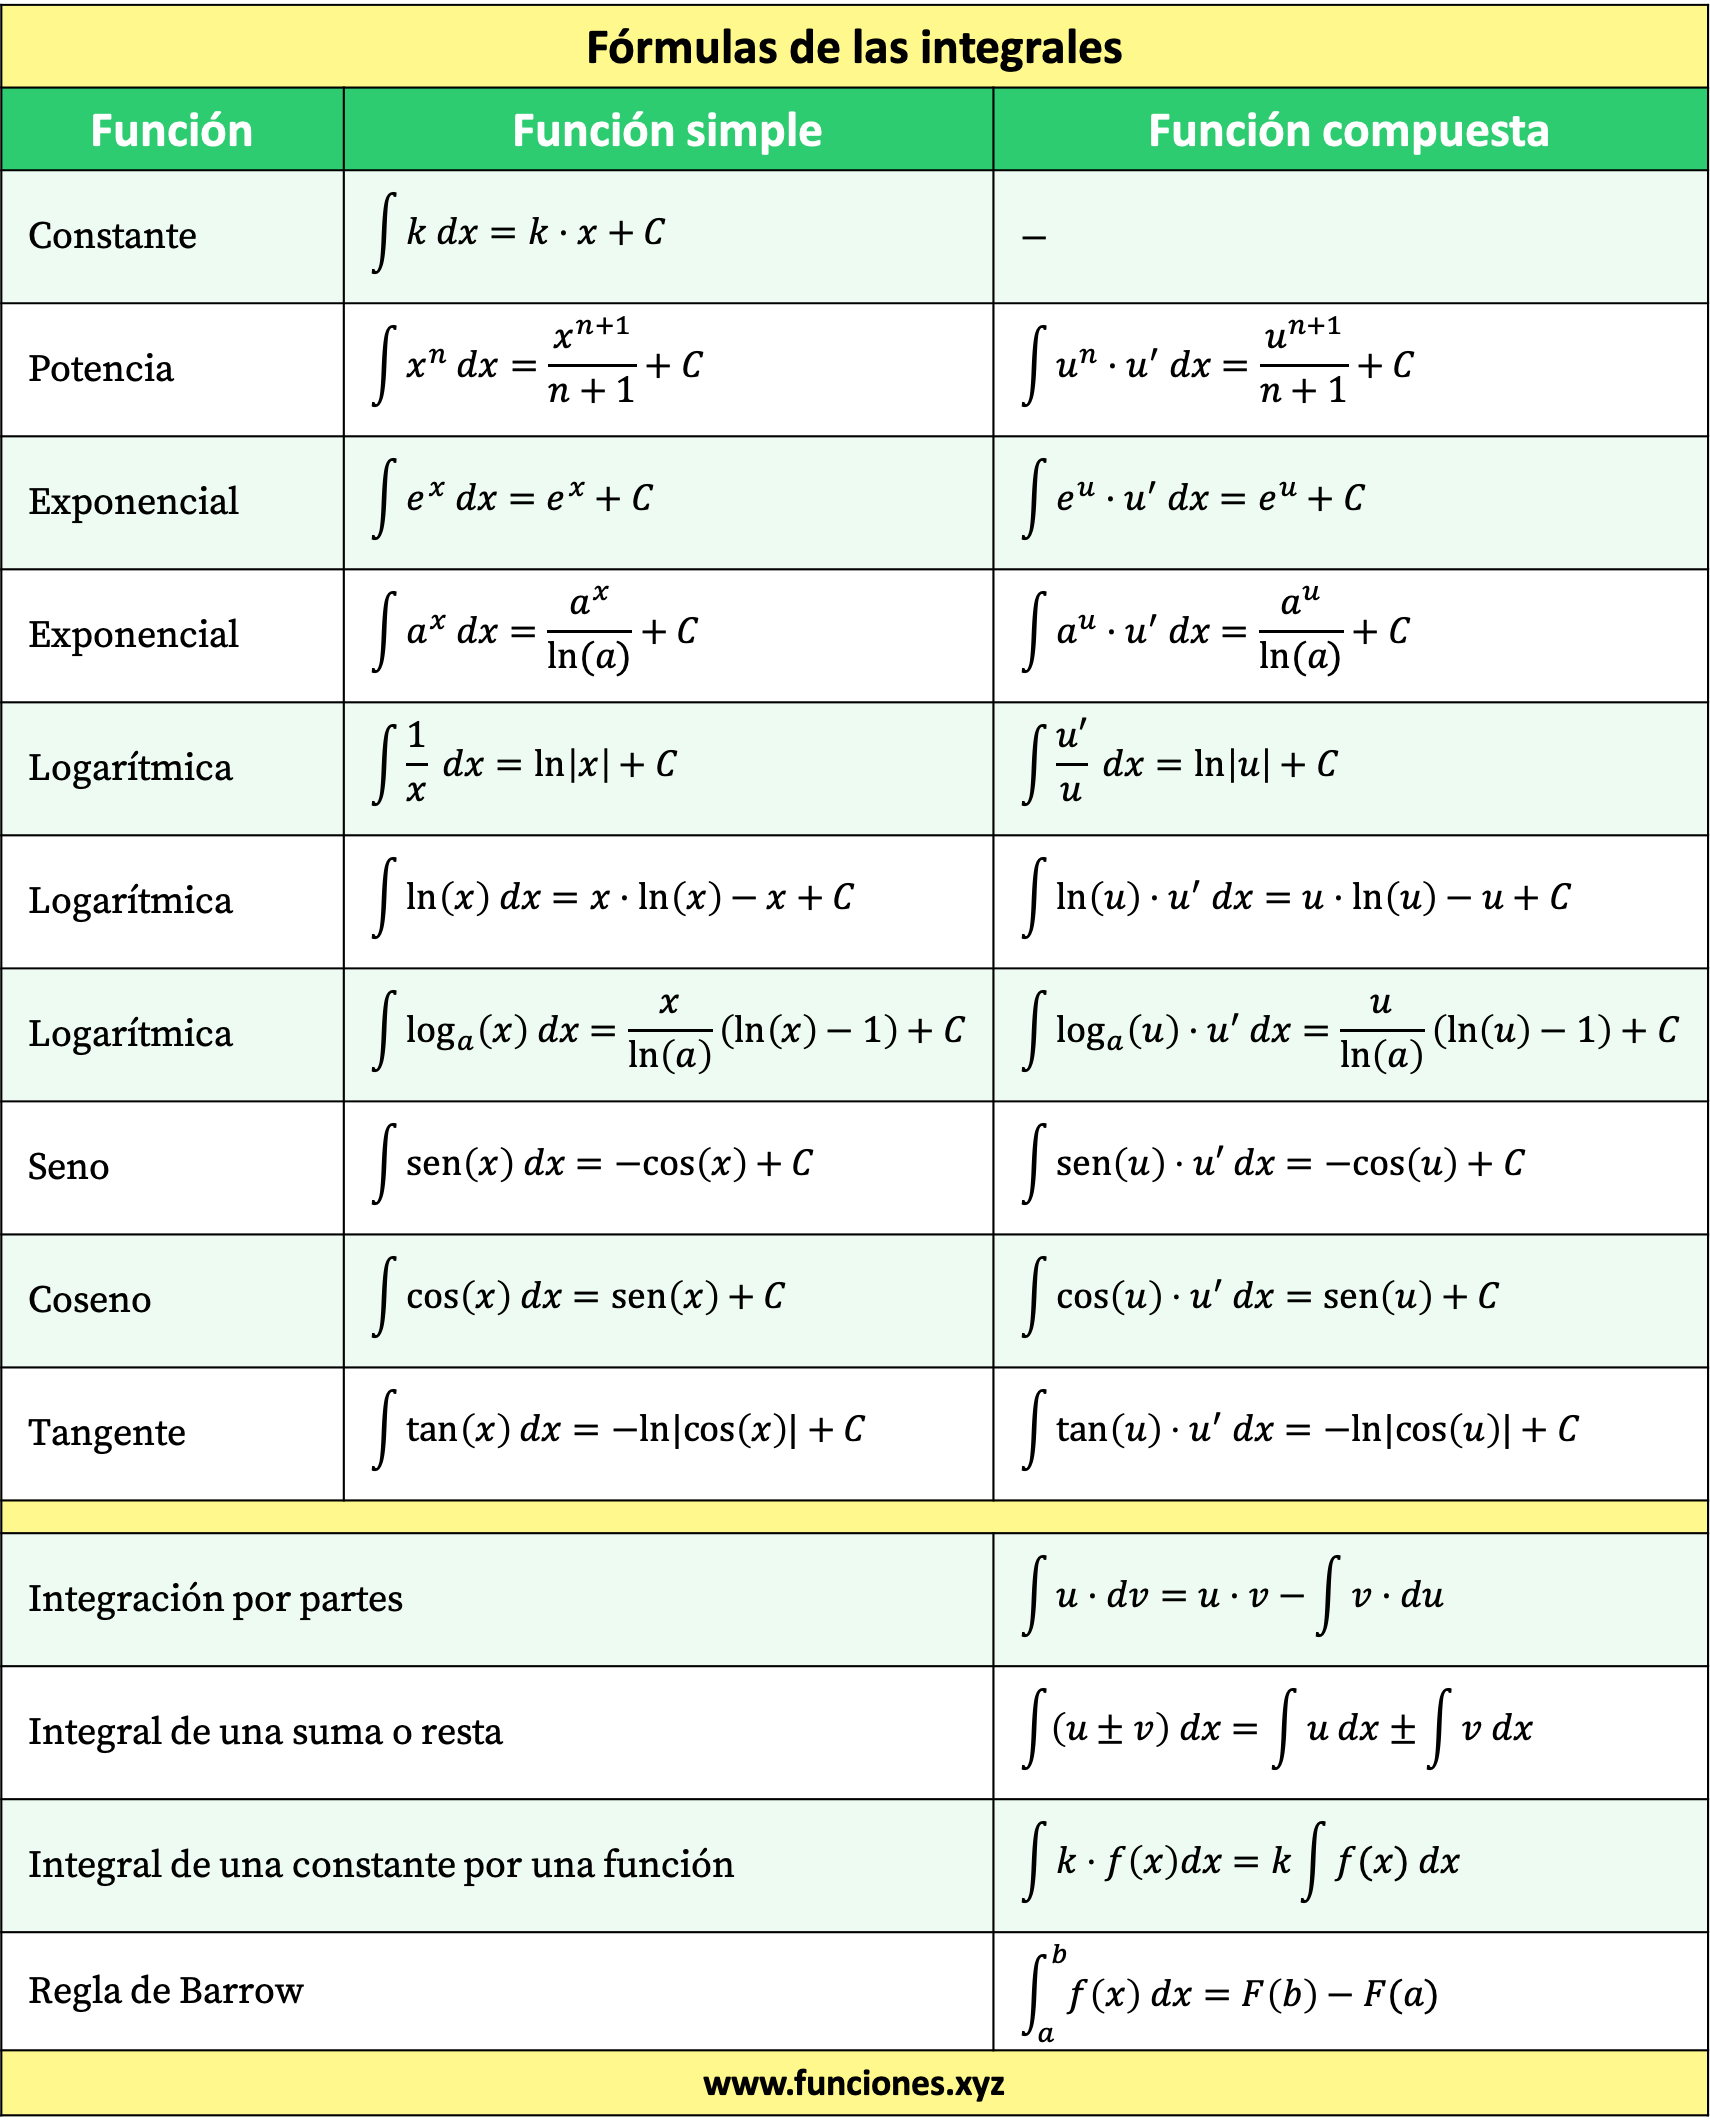 Fórmulas de las integrales
Función Función simple Función compuesta
Constante ∫ k dx = k · x + C –
Potencia ∫ xⁿ dx = xⁿ⁺¹/(n + 1) + C ∫ uⁿ · u′ dx = uⁿ⁺¹/(n + 1) + C
Exponencial ∫ eˣ dx = eˣ + C ∫ eᵘ · u′ dx = eᵘ + C
Exponencial ∫ aˣ dx = aˣ/ln(a) + C ∫ aᵘ · u′ dx = aᵘ/ln(a) + C
Logarítmica ∫ 1/x dx = ln|x| + C ∫ u′/u dx = ln|u| + C
Logarítmica ∫ ln(x) dx = x · ln(x) − x + C ∫ ln(u) · u′ dx = u · ln(u) − u + C
Logarítmica ∫ logₐ(x) dx = x/ln(a) (ln(x) − 1) + C ∫ logₐ(u) · u′ dx = u/ln(a) (ln(u) − 1) + C
Seno ∫ sen(x) dx = −cos(x) + C ∫ sen(u) · u′ dx = −cos(u) + C
Coseno ∫ cos(x) dx = sen(x) + C ∫ cos(u) · u′ dx = sen(u) + C
Tangente ∫ tan(x) dx = −ln|cos(x)| + C ∫ tan(u) · u′ dx = −ln|cos(u)| + C
Integración por partes ∫ u · dv = u · v − ∫ v · du
Integral de una suma o resta ∫ (u ± v) dx = ∫ u dx ± ∫ v dx
Integral de una constante por una función ∫ k · f(x)dx = k ∫ f(x) dx
Regla de Barrow ∫ₐᵇ f(x) dx = F(b) − F(a)
www.funciones.xyz